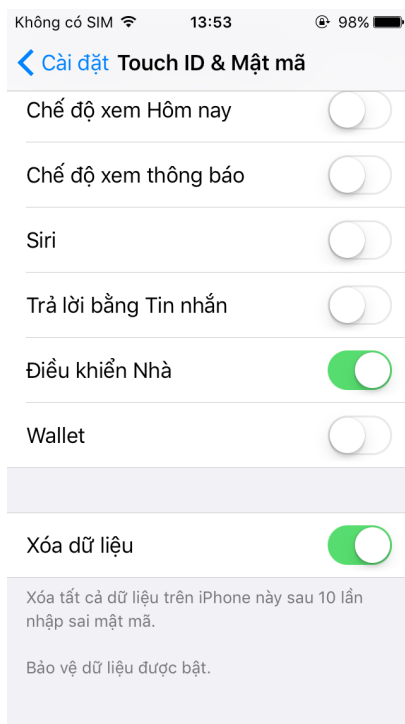 Không có SIM 13:53 98%
Cài đặt Touch ID & Mật mã
Chế độ xem Hôm nay
Chế độ xem thông báo
Siri
Trả lời bằng Tin nhắn
Điều khiển Nhà
Wallet
Xóa dữ liệu
Xóa tất cả dữ liệu trên iPhone này sau 10 lần
nhập sai mật mã.
Bảo vệ dữ liệu được bật.